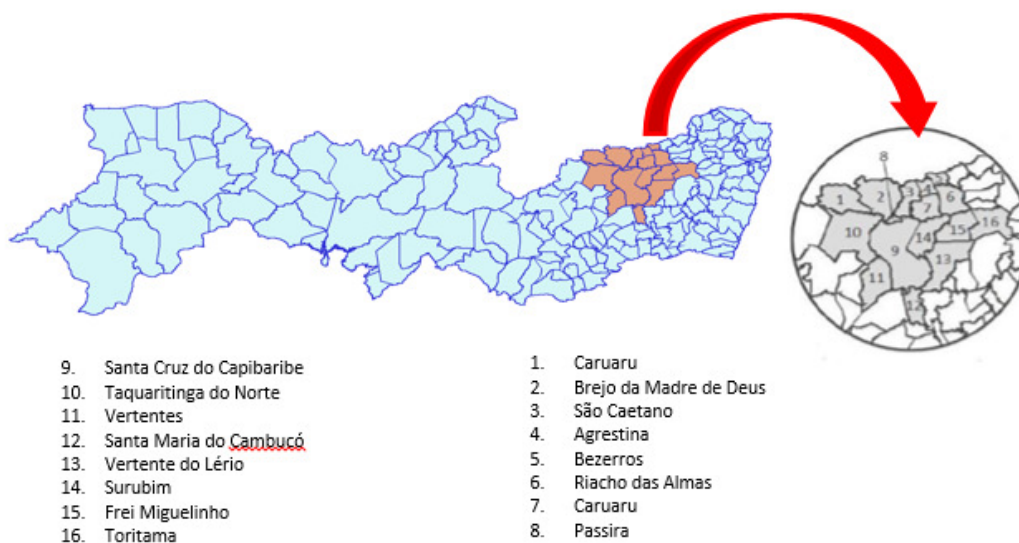 8
1
2
3
4
6
7
16
10
14
15
9
13
11
12
9. Santa Cruz do Capibaribe
10. Taquaritinga do Norte
11. Vertentes
12. Santa Maria do Cambucó
13. Vertente do Lério
14. Surubim
15. Frei Miguelinho
16. Toritama
1. Caruaru
2. Brejo da Madre de Deus
3. São Caetano
4. Agrestina
5. Bezerros
6. Riacho das Almas
7. Caruaru
8. Passira